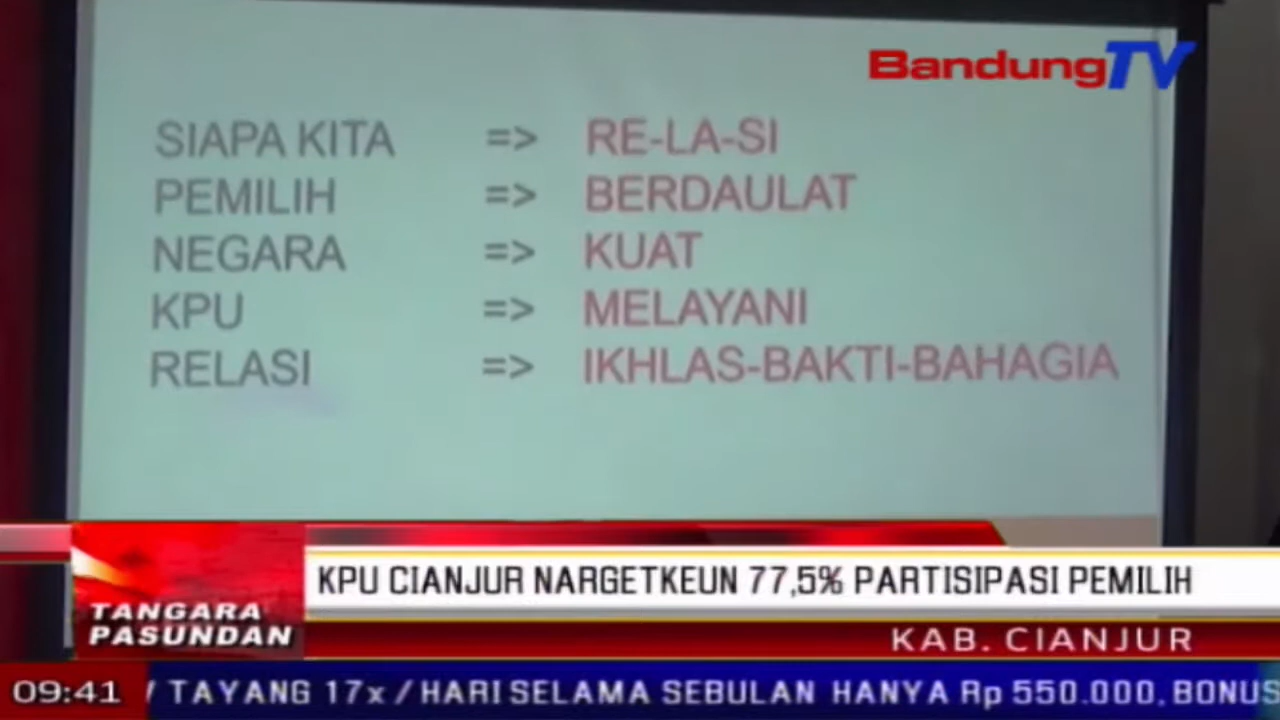 BandungTV
SIAPA KITA => RE-LA-SI
PEMILIH => BERDAULAT
NEGARA => KUAT
KPU => MELAYANI
RELASI => IKHLAS-BAKTI-BAHAGIA
KPU CIANJUR NARGETKEUN 77,5% PARTISIPASI PEMILIH
TANGARA
PASUNDAN
KAB. CIANJUR
09:41 / TAYANG 17x / HARI SELAMA SEBULAN HANYA Rp 550.000, BONUS